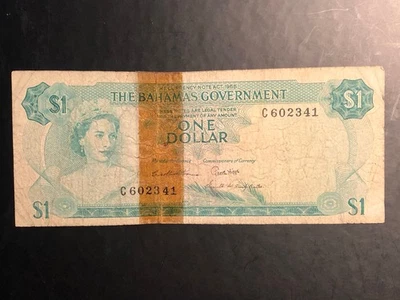 CURRENCY NOTE ACT 1965
THE BAHAMAS GOVERNMENT
THESE NOTES ARE LEGAL TENDER
FOR THE PAYMENT OF ANY AMOUNT
$1
$1
C602341
ONE
DOLLAR
Commissioners of Currency
C602341
$1
$1